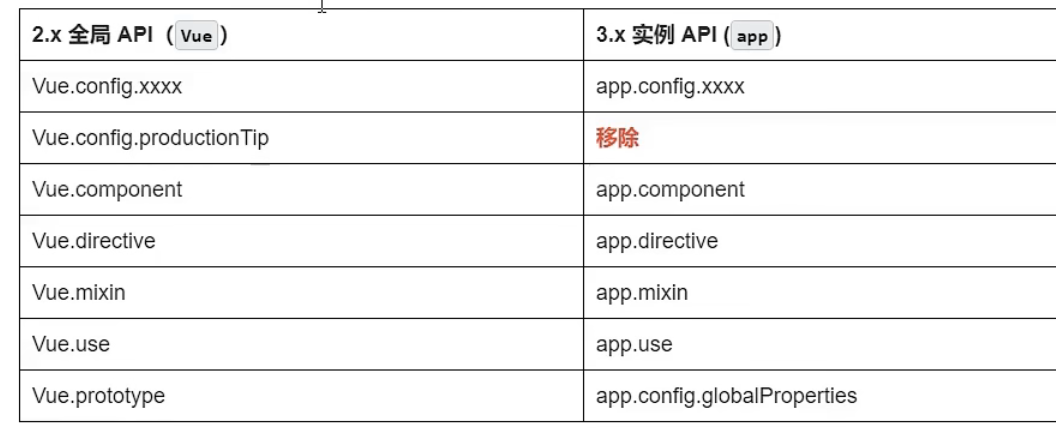 2.x 全局 API（Vue）	3.x 实例 API (app)
Vue.config.xxxx	app.config.xxxx
Vue.config.productionTip	移除
Vue.component	app.component
Vue.directive	app.directive
Vue.mixin	app.mixin
Vue.use	app.use
Vue.prototype	app.config.globalProperties